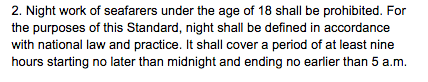 2. Night work of seafarers under the age of 18 shall be prohibited. For
the purposes of this Standard, night shall be defined in accordance
with national law and practice. It shall cover a period of at least nine
hours starting no later than midnight and ending no earlier than 5 a.m.